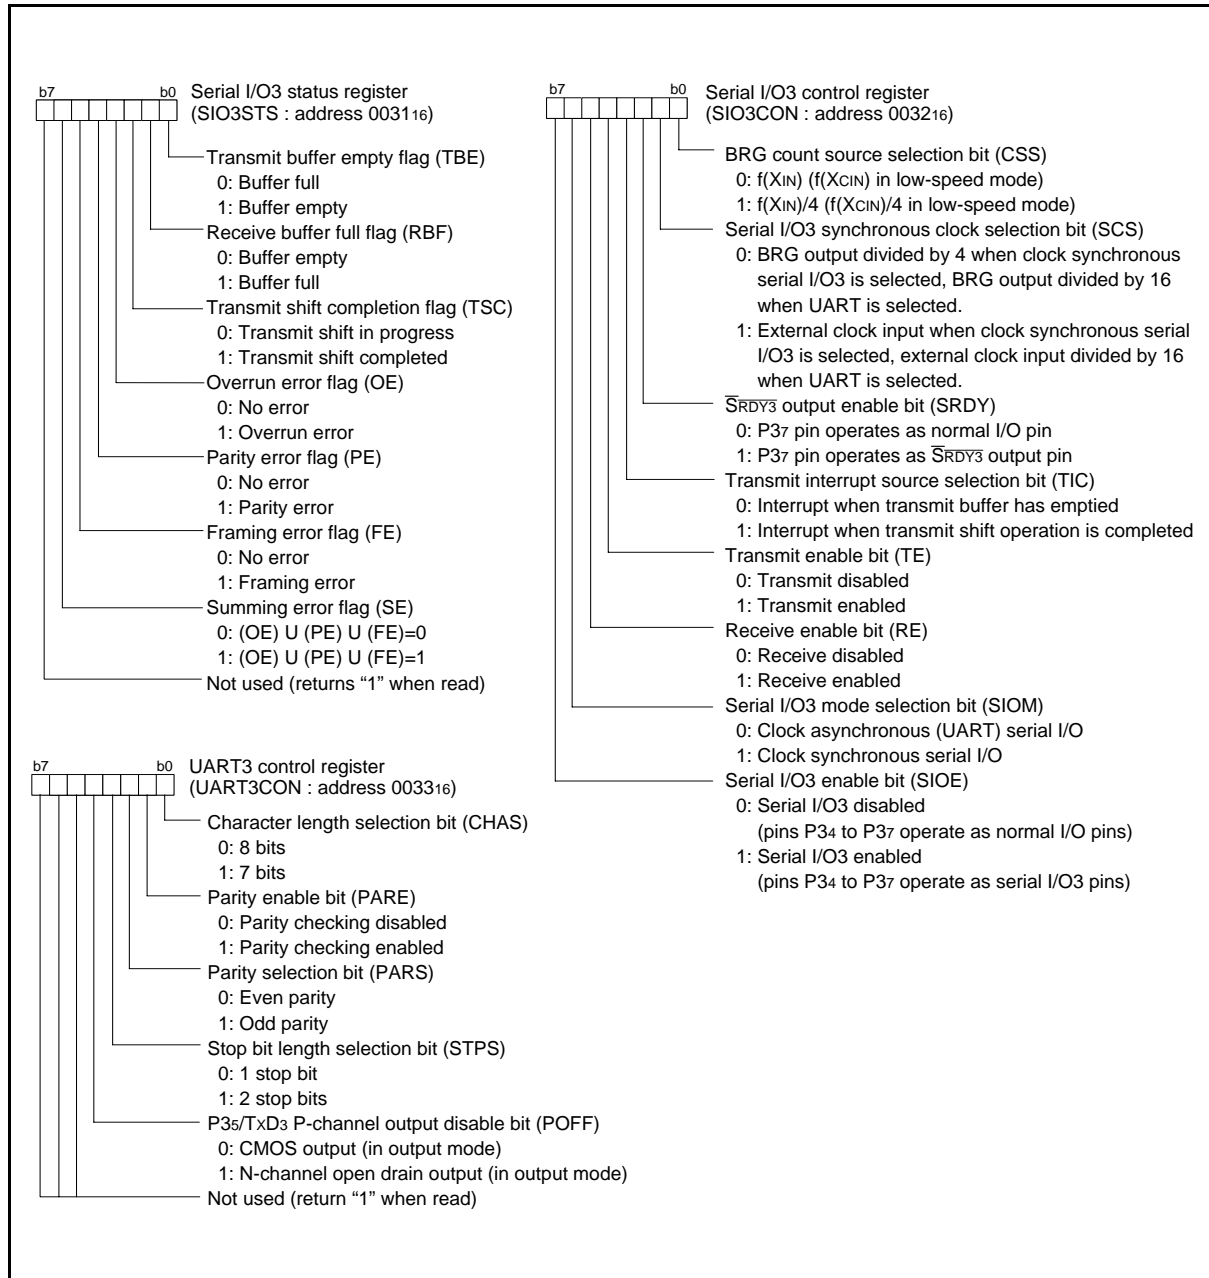 b7 b0 Serial I/O3 status register
(SIO3STS : address 003116)
Transmit buffer empty flag (TBE)
0: Buffer full
1: Buffer empty
Receive buffer full flag (RBF)
0: Buffer empty
1: Buffer full
Transmit shift completion flag (TSC)
0: Transmit shift in progress
1: Transmit shift completed
Overrun error flag (OE)
0: No error
1: Overrun error
Parity error flag (PE)
0: No error
1: Parity error
Framing error flag (FE)
0: No error
1: Framing error
Summing error flag (SE)
0: (OE) U (PE) U (FE)=0
1: (OE) U (PE) U (FE)=1
Not used (returns “1” when read)
b7 b0 UART3 control register
(UART3CON : address 003316)
Character length selection bit (CHAS)
0: 8 bits
1: 7 bits
Parity enable bit (PARE)
0: Parity checking disabled
1: Parity checking enabled
Parity selection bit (PARS)
0: Even parity
1: Odd parity
Stop bit length selection bit (STPS)
0: 1 stop bit
1: 2 stop bits
P35/TXD3 P-channel output disable bit (POFF)
0: CMOS output (in output mode)
1: N-channel open drain output (in output mode)
Not used (return “1” when read)
b7 b0 Serial I/O3 control register
(SIO3CON : address 003216)
BRG count source selection bit (CSS)
0: f(XIN) (f(XCIN) in low-speed mode)
1: f(XIN)/4 (f(XCIN)/4 in low-speed mode)
Serial I/O3 synchronous clock selection bit (SCS)
0: BRG output divided by 4 when clock synchronous
serial I/O3 is selected, BRG output divided by 16
when UART is selected.
1: External clock input when clock synchronous serial
I/O3 is selected, external clock input divided by 16
when UART is selected.
SRDY3 output enable bit (SRDY)
0: P37 pin operates as normal I/O pin
1: P37 pin operates as SRDY3 output pin
Transmit interrupt source selection bit (TIC)
0: Interrupt when transmit buffer has emptied
1: Interrupt when transmit shift operation is completed
Transmit enable bit (TE)
0: Transmit disabled
1: Transmit enabled
Receive enable bit (RE)
0: Receive disabled
1: Receive enabled
Serial I/O3 mode selection bit (SIOM)
0: Clock asynchronous (UART) serial I/O
1: Clock synchronous serial I/O
Serial I/O3 enable bit (SIOE)
0: Serial I/O3 disabled
(pins P34 to P37 operate as normal I/O pins)
1: Serial I/O3 enabled
(pins P34 to P37 operate as serial I/O3 pins)